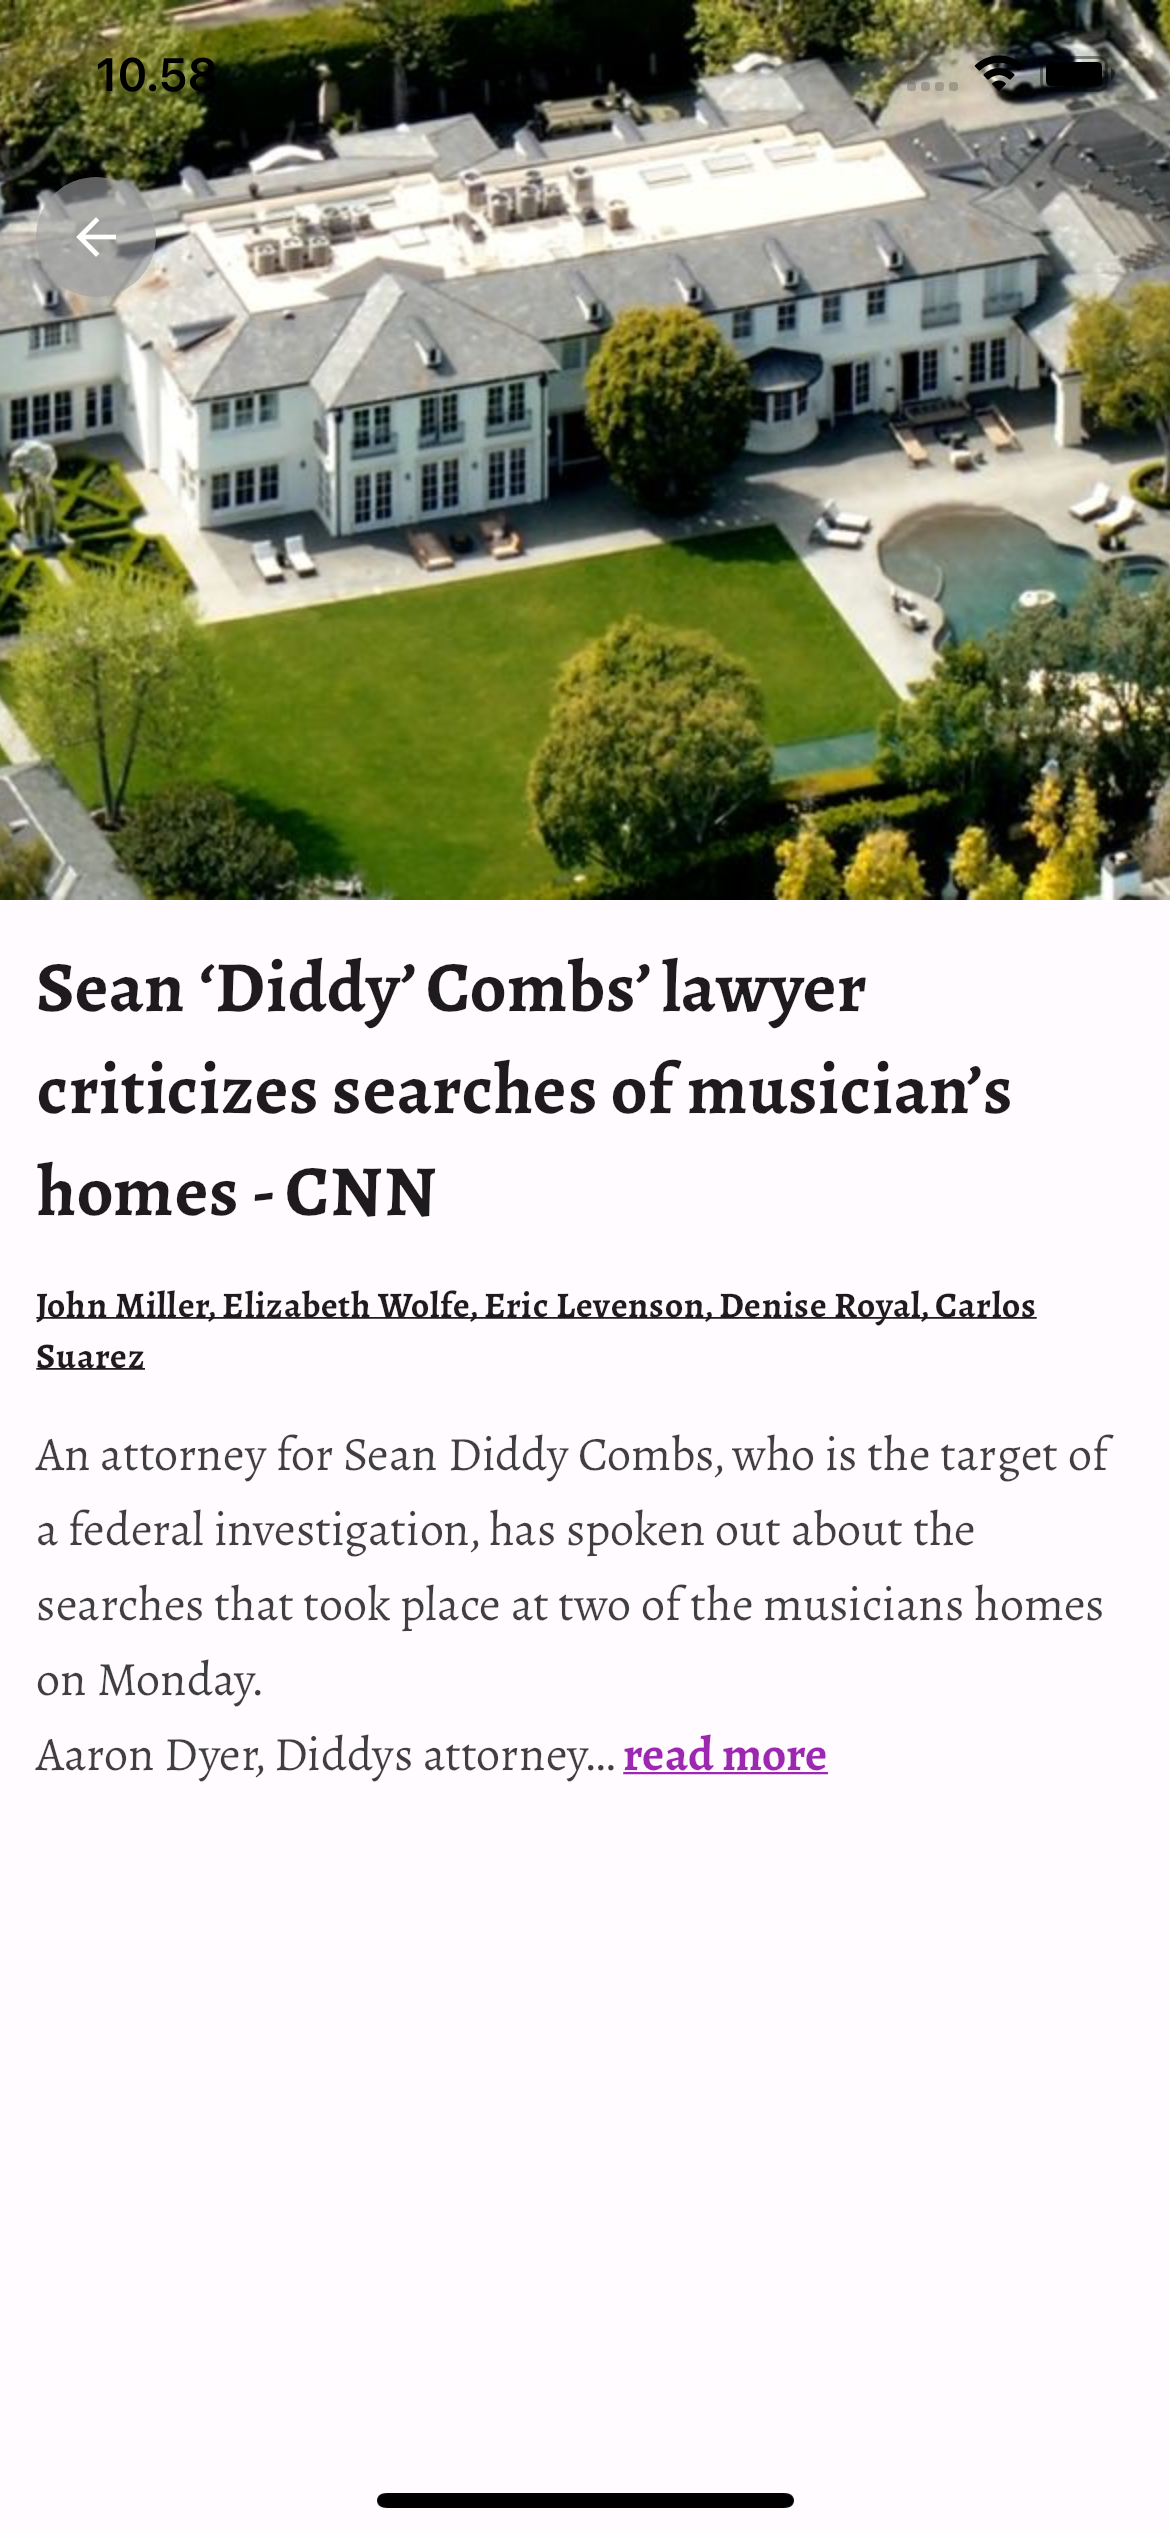 10.58
Sean ‘Diddy’ Combs’ lawyer
criticizes searches of musician’s
homes - CNN
John Miller, Elizabeth Wolfe, Eric Levenson, Denise Royal, Carlos
Suarez
An attorney for Sean Diddy Combs, who is the target of
a federal investigation, has spoken out about the
searches that took place at two of the musicians homes
on Monday.
Aaron Dyer, Diddys attorney... read more